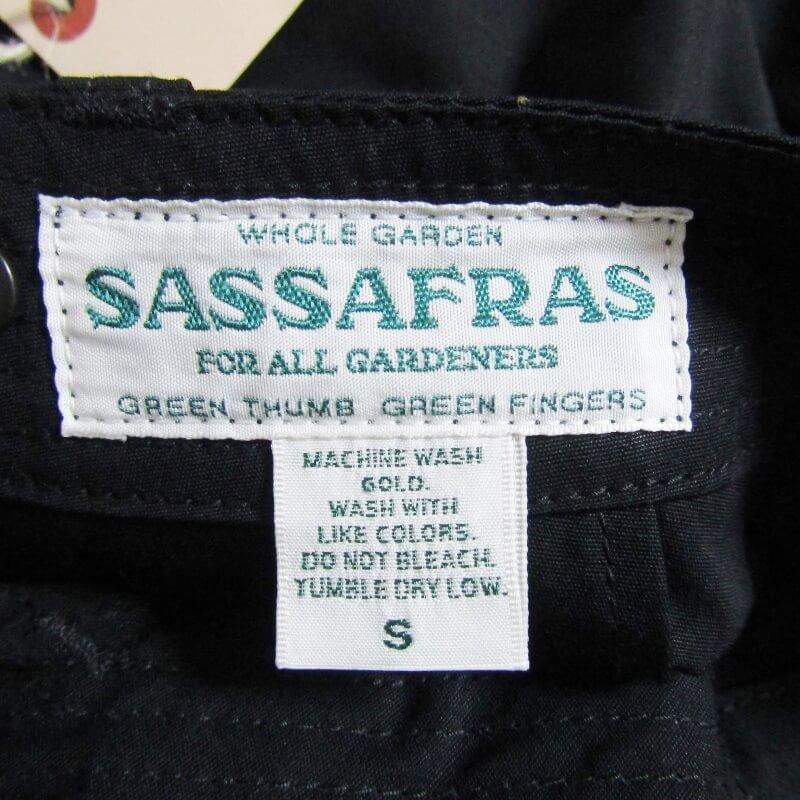 WHOLE GARDEN
SASSAFRAS
FOR ALL GARDENERS
GREEN THUMB GREEN FINGERS
MACHINE WASH
GOLD.
WASH WITH
LIKE COLORS.
DO NOT BLEACH.
TUMBLE DRY LOW.
S